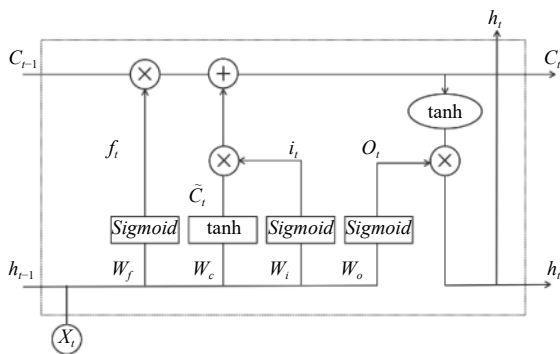 h_t
C_{t-1}
C_t
× +
tanh
f_t
×
i_t
O_t
×
C̃_t
Sigmoid tanh Sigmoid Sigmoid
W_f W_c W_i W_o
h_{t-1}
h_t
X_t